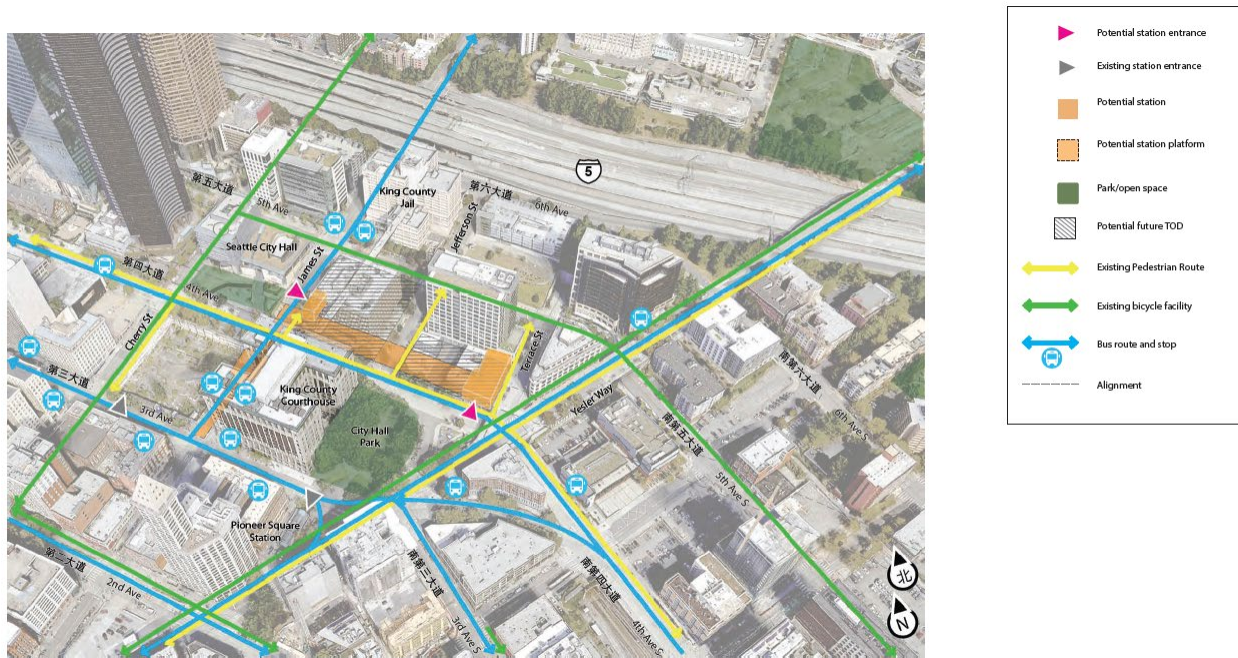 第五大道
5th Ave
King County
Jail
第六大道
6th Ave
5
Jefferson St
Seattle City Hall
James St
第四大道
4th Ave
Cherry St
第三大道
3rd Ave
King County
Courthouse
City Hall
Park
Terrace St
Yesler Way
南第六大道
6th Ave S
南第五大道
5th Ave S
Pioneer Square
Station
第二大道
2nd Ave
南第三大道
3rd Ave S
南第四大道
4th Ave S
北
N
Potential station entrance
Existing station entrance
Potential station
Potential station platform
Park/open space
Potential future TOD
Existing Pedestrian Route
Existing bicycle facility
Bus route and stop
Alignment